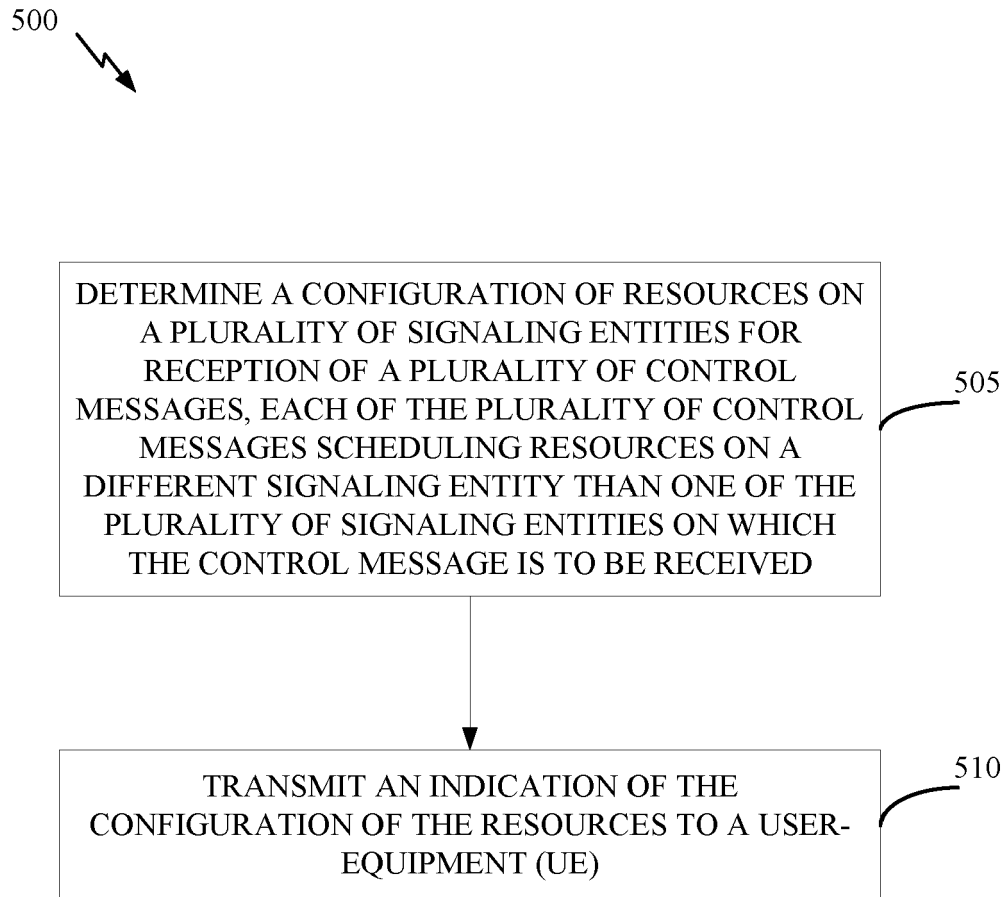 500
DETERMINE A CONFIGURATION OF RESOURCES ON
A PLURALITY OF SIGNALING ENTITIES FOR
RECEPTION OF A PLURALITY OF CONTROL
MESSAGES, EACH OF THE PLURALITY OF CONTROL
MESSAGES SCHEDULING RESOURCES ON A
DIFFERENT SIGNALING ENTITY THAN ONE OF THE
PLURALITY OF SIGNALING ENTITIES ON WHICH
THE CONTROL MESSAGE IS TO BE RECEIVED
505
TRANSMIT AN INDICATION OF THE
CONFIGURATION OF THE RESOURCES TO A USER-
EQUIPMENT (UE)
510